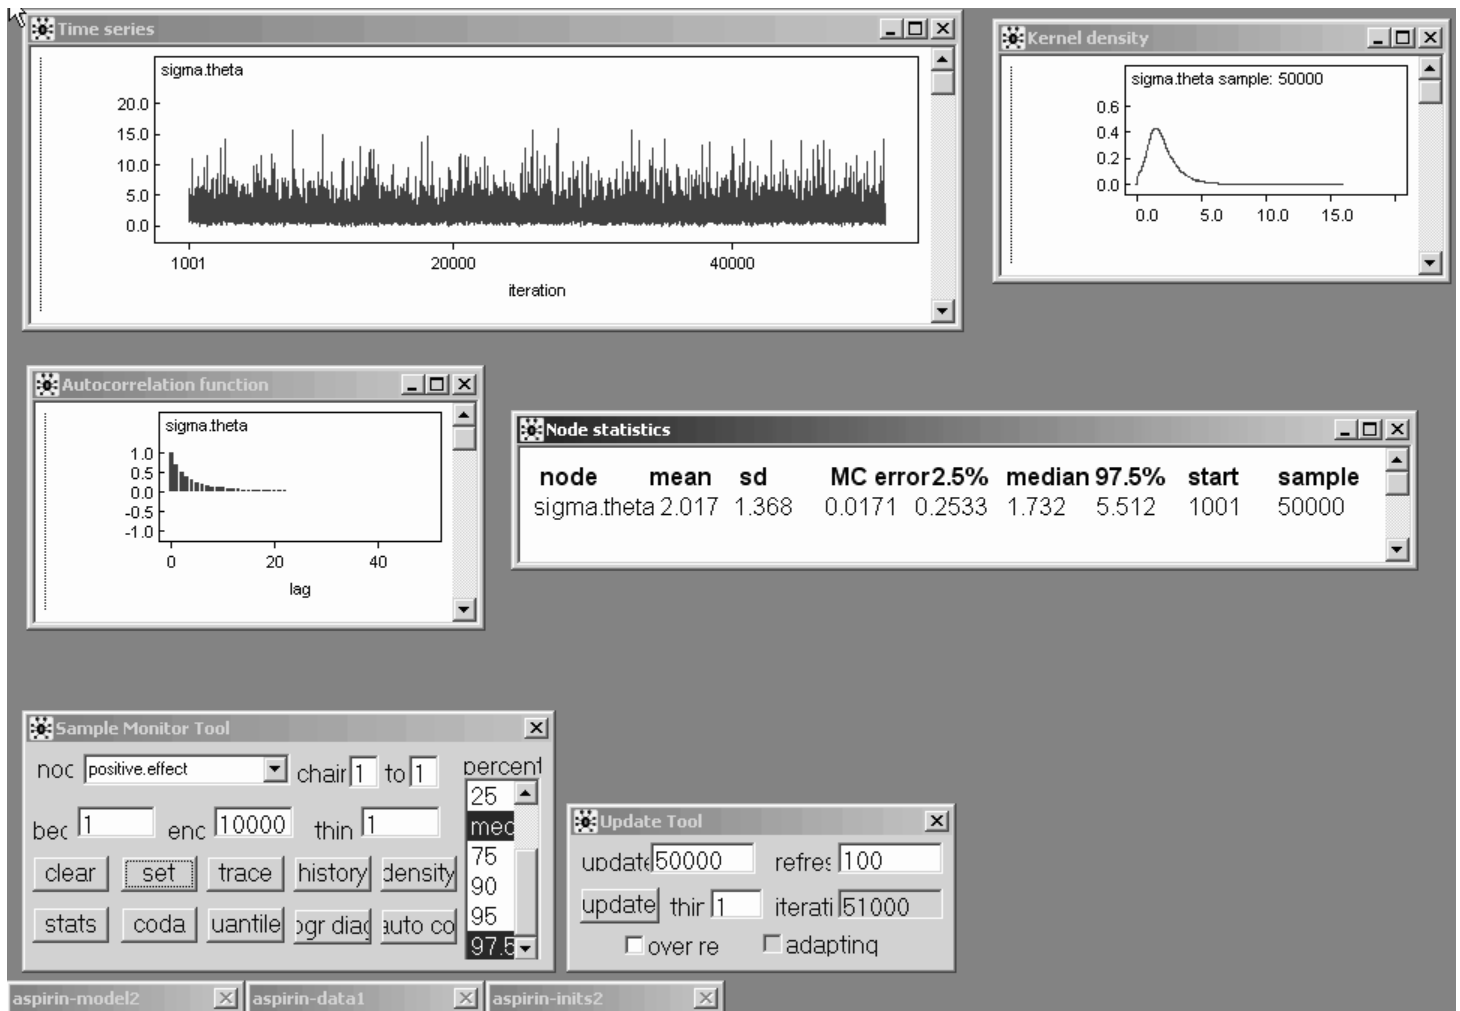 Time series
sigma.theta
20.0
15.0
10.0
5.0
0.0
1001 20000 40000
iteration
Kernel density
sigma.theta sample: 50000
0.6
0.4
0.2
0.0
0.0 5.0 10.0 15.0
Autocorrelation function
sigma.theta
1.0
0.5
0.0
-0.5
-1.0
0 20 40
lag
Node statistics
node mean sd MC error 2.5% median 97.5% start sample
sigma.theta 2.017 1.368 0.0171 0.2533 1.732 5.512 1001 50000
Sample Monitor Tool
noc positive.effect chair 1 to 1 percent
bec 1 enc 10000 thin 1
25
med
75
90
95
97.5
clear set trace history density
stats coda uantile ogr diag auto co
Update Tool
update 50000 refres 100
update thir 1 iterati 51000
over re adapting
aspirin-model2 aspirin-data1 aspirin-inits2